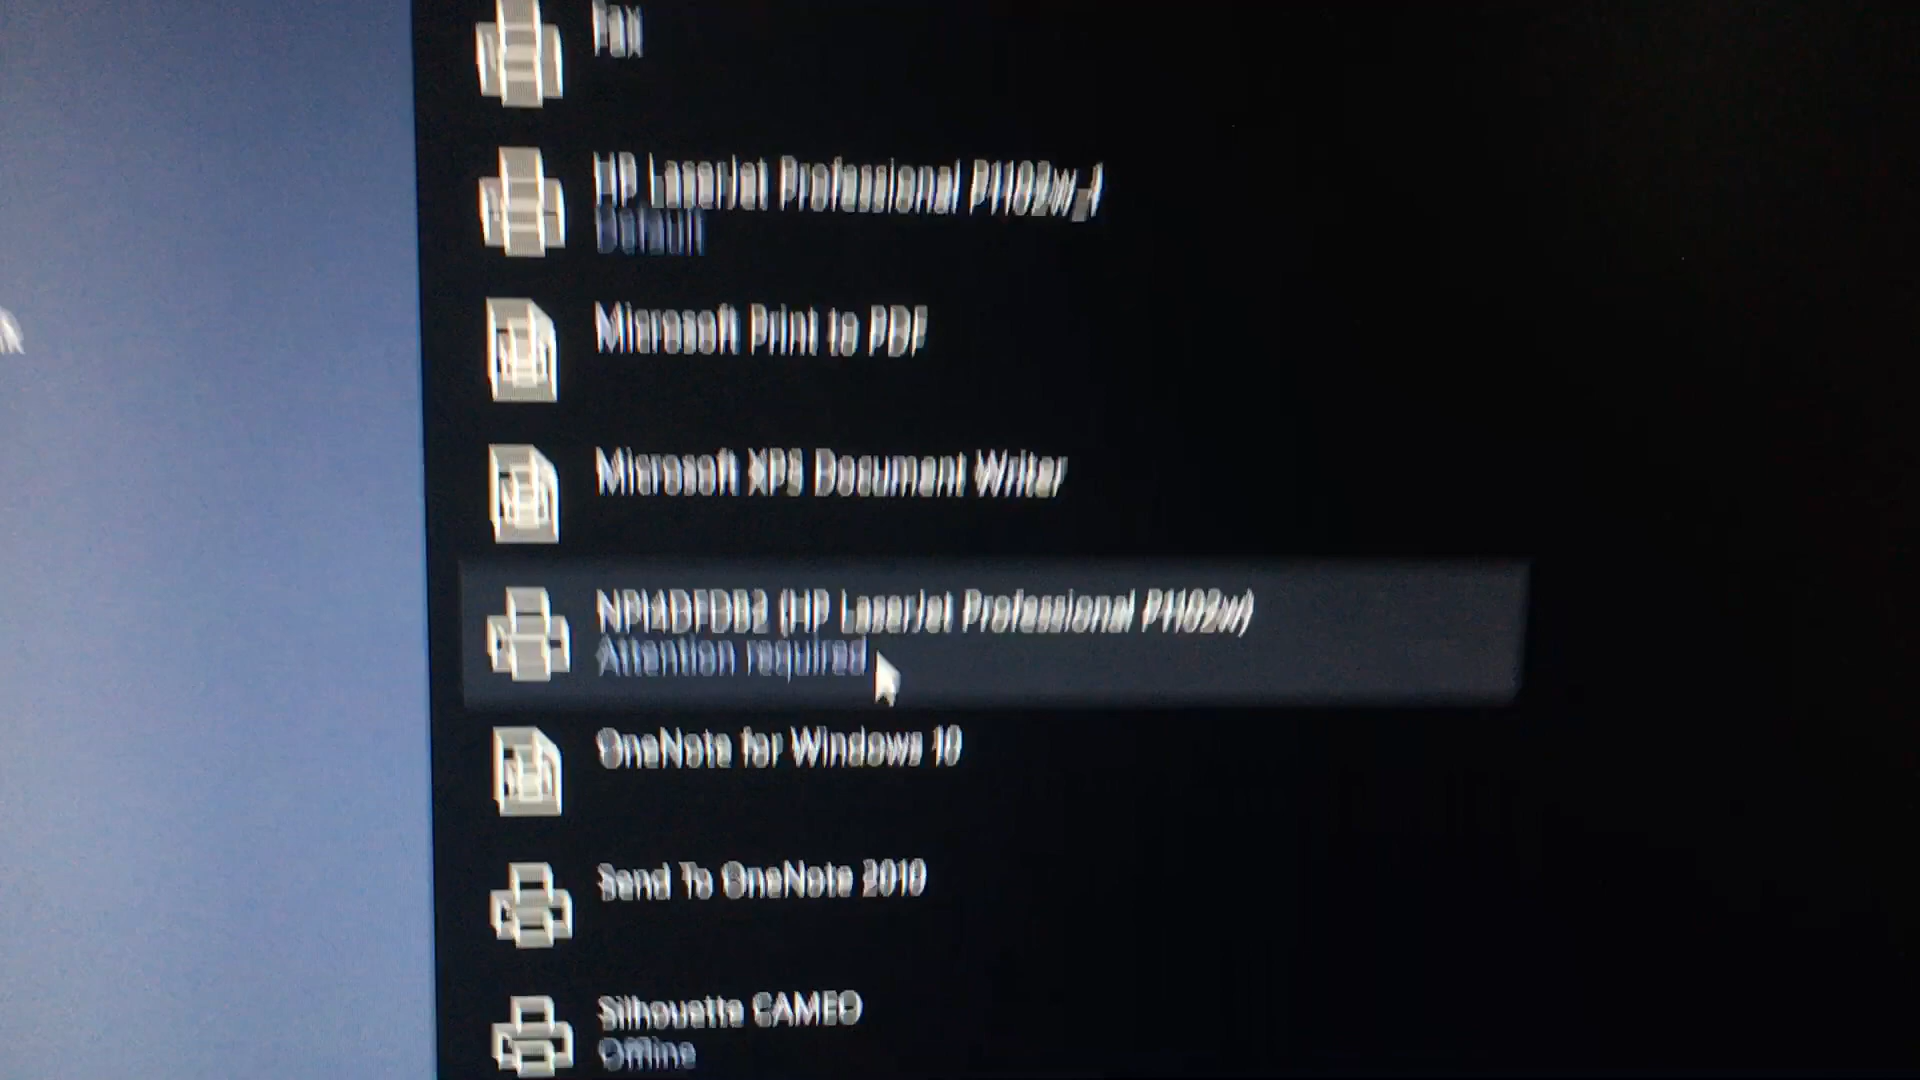 Fax
HP LaserJet Professional P1102w_1
Default
Microsoft Print to PDF
Microsoft XPS Document Writer
NPI4DFDB2 (HP LaserJet Professional P1102w)
Attention required
OneNote for Windows 10
Send To OneNote 2010
Silhouette CAMEO
Offline